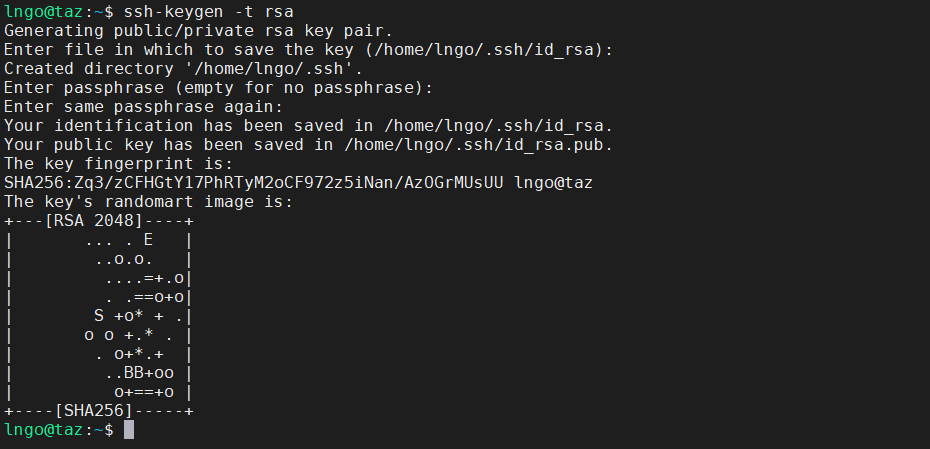 lngo@taz:~$ ssh-keygen -t rsa
Generating public/private rsa key pair.
Enter file in which to save the key (/home/lngo/.ssh/id_rsa):
Created directory '/home/lngo/.ssh'.
Enter passphrase (empty for no passphrase):
Enter same passphrase again:
Your identification has been saved in /home/lngo/.ssh/id_rsa.
Your public key has been saved in /home/lngo/.ssh/id_rsa.pub.
The key fingerprint is:
SHA256:Zq3/zCFHGtY17PhRTyM2oCF972z5iNan/AzOGrMUsUU lngo@taz
The key's randomart image is:
+---[RSA 2048]----+
|       ... . E   |
|        ..o.o.   |
|         ....=+.o|
|         . .==o+o|
|        S +o* + .|
|       o o +.* . |
|        . o+*.+  |
|         ..BB+oo |
|          o+==+o |
+----[SHA256]-----+
lngo@taz:~$